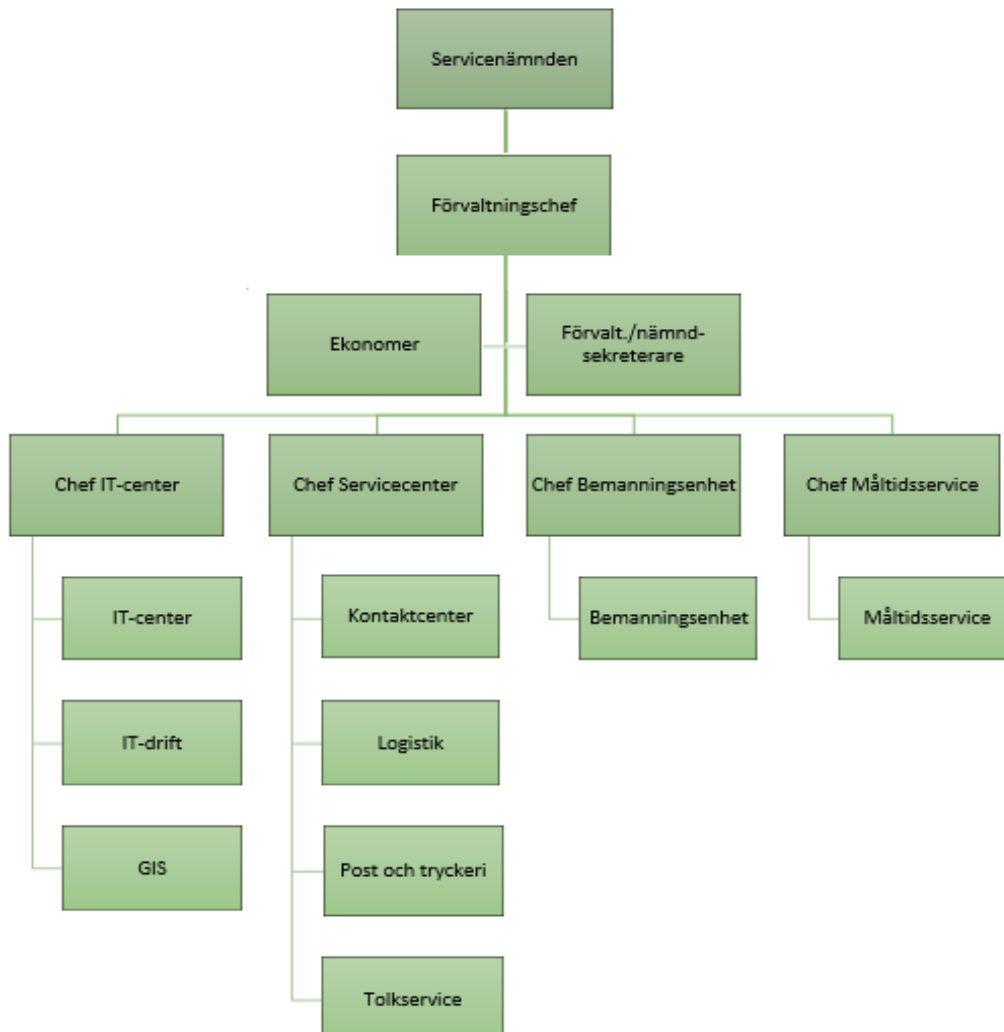 Servicenämnden
Förvaltningschef
Ekonomer
Förvalt./nämnd-
sekreterare
Chef IT-center
Chef Servicecenter
Chef Bemanningsenhet
Chef Måltidsservice
IT-center
Kontaktcenter
Bemanningsenhet
Måltidsservice
IT-drift
Logistik
GIS
Post och tryckeri
Tolkservice